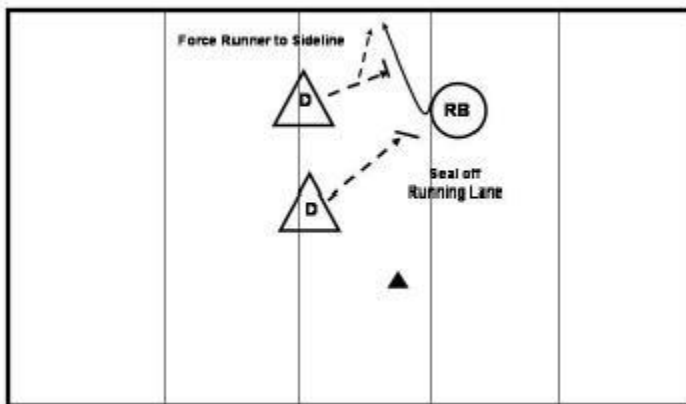 Force Runner to Sideline
D
RB
Seal off
Running Lane
D